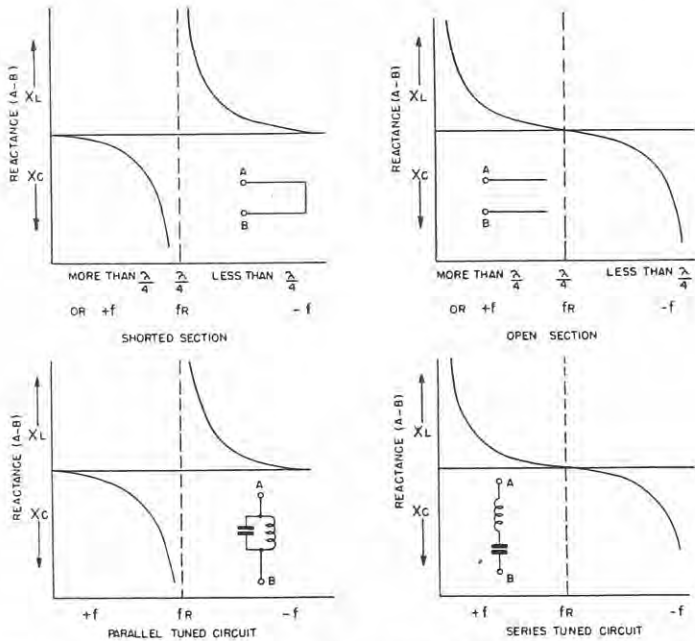 REACTANCE (A-B)
XL
XC
A
B
MORE THAN λ/4 λ/4 LESS THAN λ/4
OR +f fR -f
SHORTED SECTION
REACTANCE (A-B)
XL
XC
A
B
MORE THAN λ/4 λ/4 LESS THAN λ/4
OR +f fR -f
OPEN SECTION
REACTANCE (A-B)
XL
XC
A
B
+f fR -f
PARALLEL TUNED CIRCUIT
REACTANCE (A-B)
XL
XC
A
B
+f fR -f
SERIES TUNED CIRCUIT